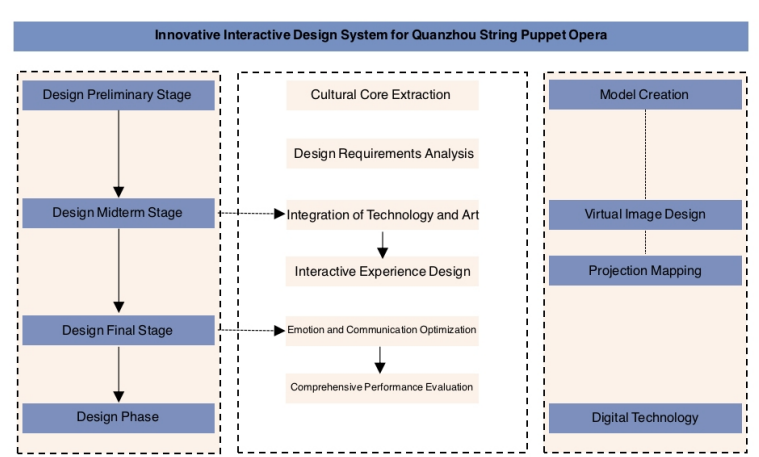 Innovative Interactive Design System for Quanzhou String Puppet Opera
Design Preliminary Stage
Cultural Core Extraction
Model Creation
Design Requirements Analysis
Design Midterm Stage
Integration of Technology and Art
Virtual Image Design
Interactive Experience Design
Projection Mapping
Design Final Stage
Emotion and Communication Optimization
Comprehensive Performance Evaluation
Design Phase
Digital Technology